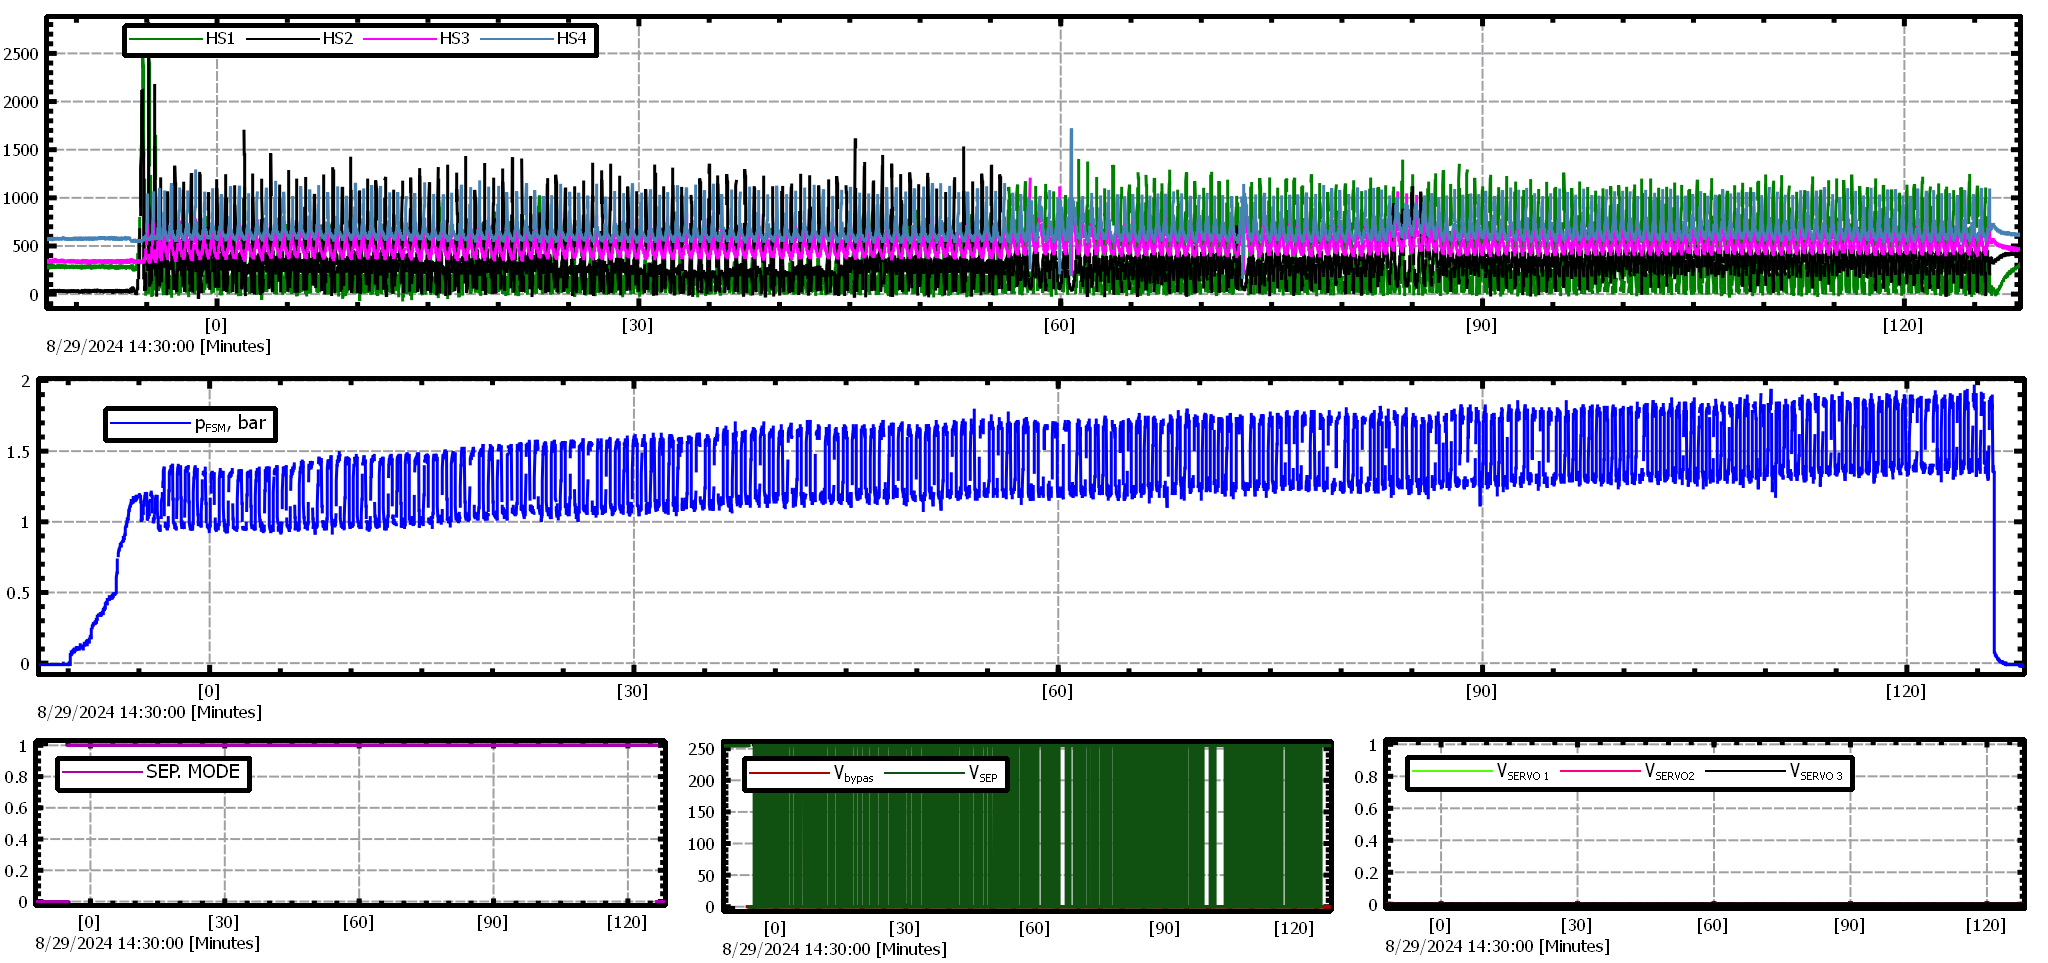 HS1 HS2 HS3 HS4
2500
2000
1500
1000
500
0
[0] [30] [60] [90] [120]
8/29/2024 14:30:00 [Minutes]
2
pFSM, bar
1.5
1
0.5
0
[0] [30] [60] [90] [120]
8/29/2024 14:30:00 [Minutes]
1
SEP. MODE
0.8
0.6
0.4
0.2
0
[0] [30] [60] [90] [120]
8/29/2024 14:30:00 [Minutes]
250
Vbypas VSEP
200
150
100
50
0
[0] [30] [60] [90] [120]
8/29/2024 14:30:00 [Minutes]
1
VSERVO 1 VSERVO2 VSERVO 3
0.8
0.6
0.4
0.2
0
[0] [30] [60] [90] [120]
8/29/2024 14:30:00 [Minutes]